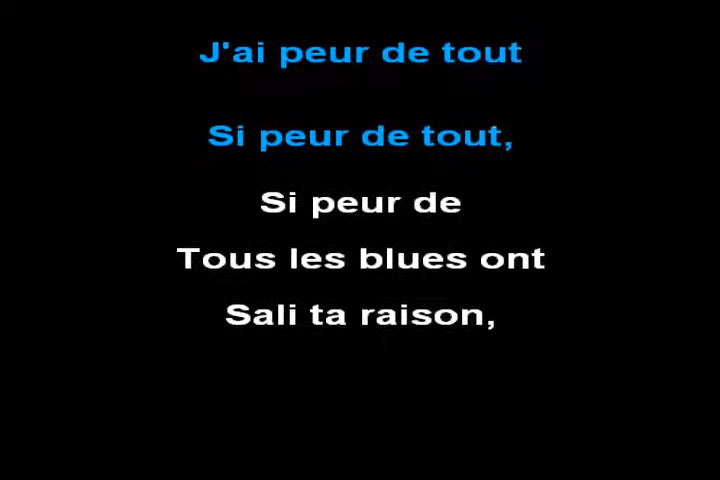 J'ai peur de tout
Si peur de tout,
Si peur de
Tous les blues ont
Sali ta raison,